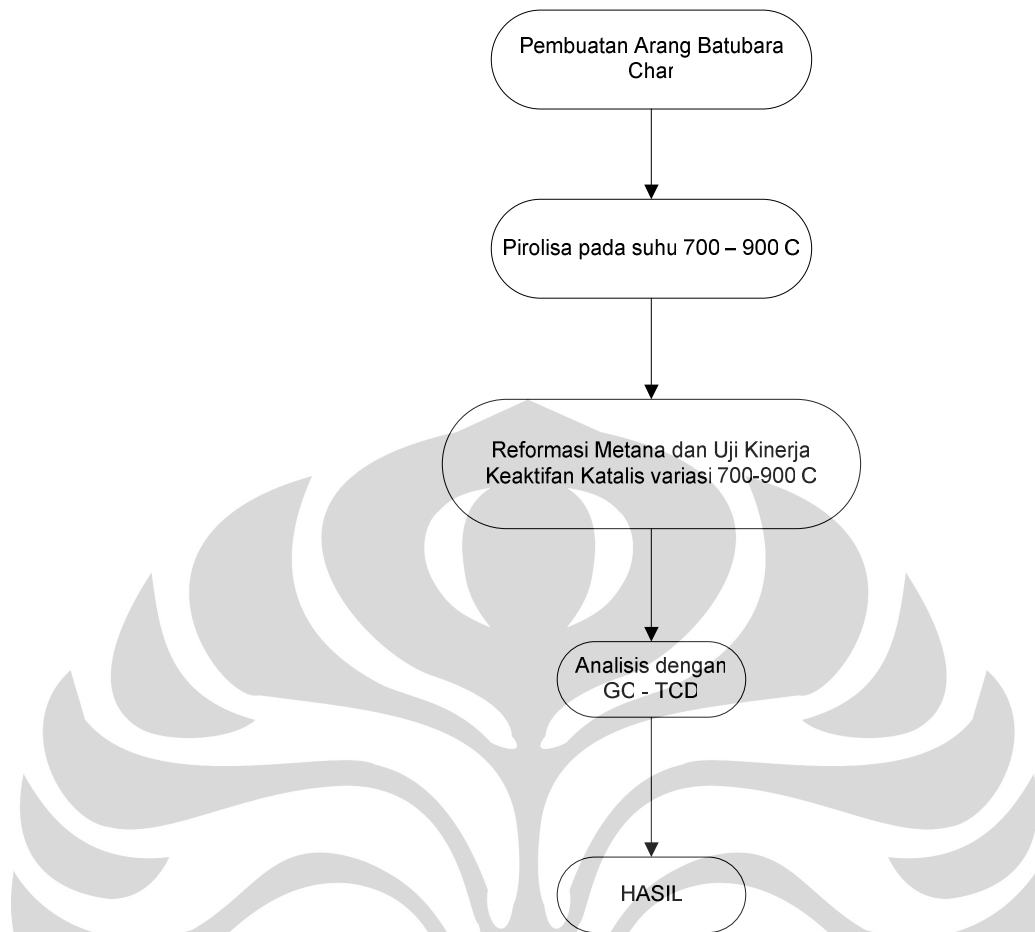 Pembuatan Arang Batubara
Char
Pirolisa pada suhu 700 – 900 C
Reformasi Metana dan Uji Kinerja
Keaktifan Katalis variasi 700-900 C
Analisis dengan
GC - TCD
HASIL